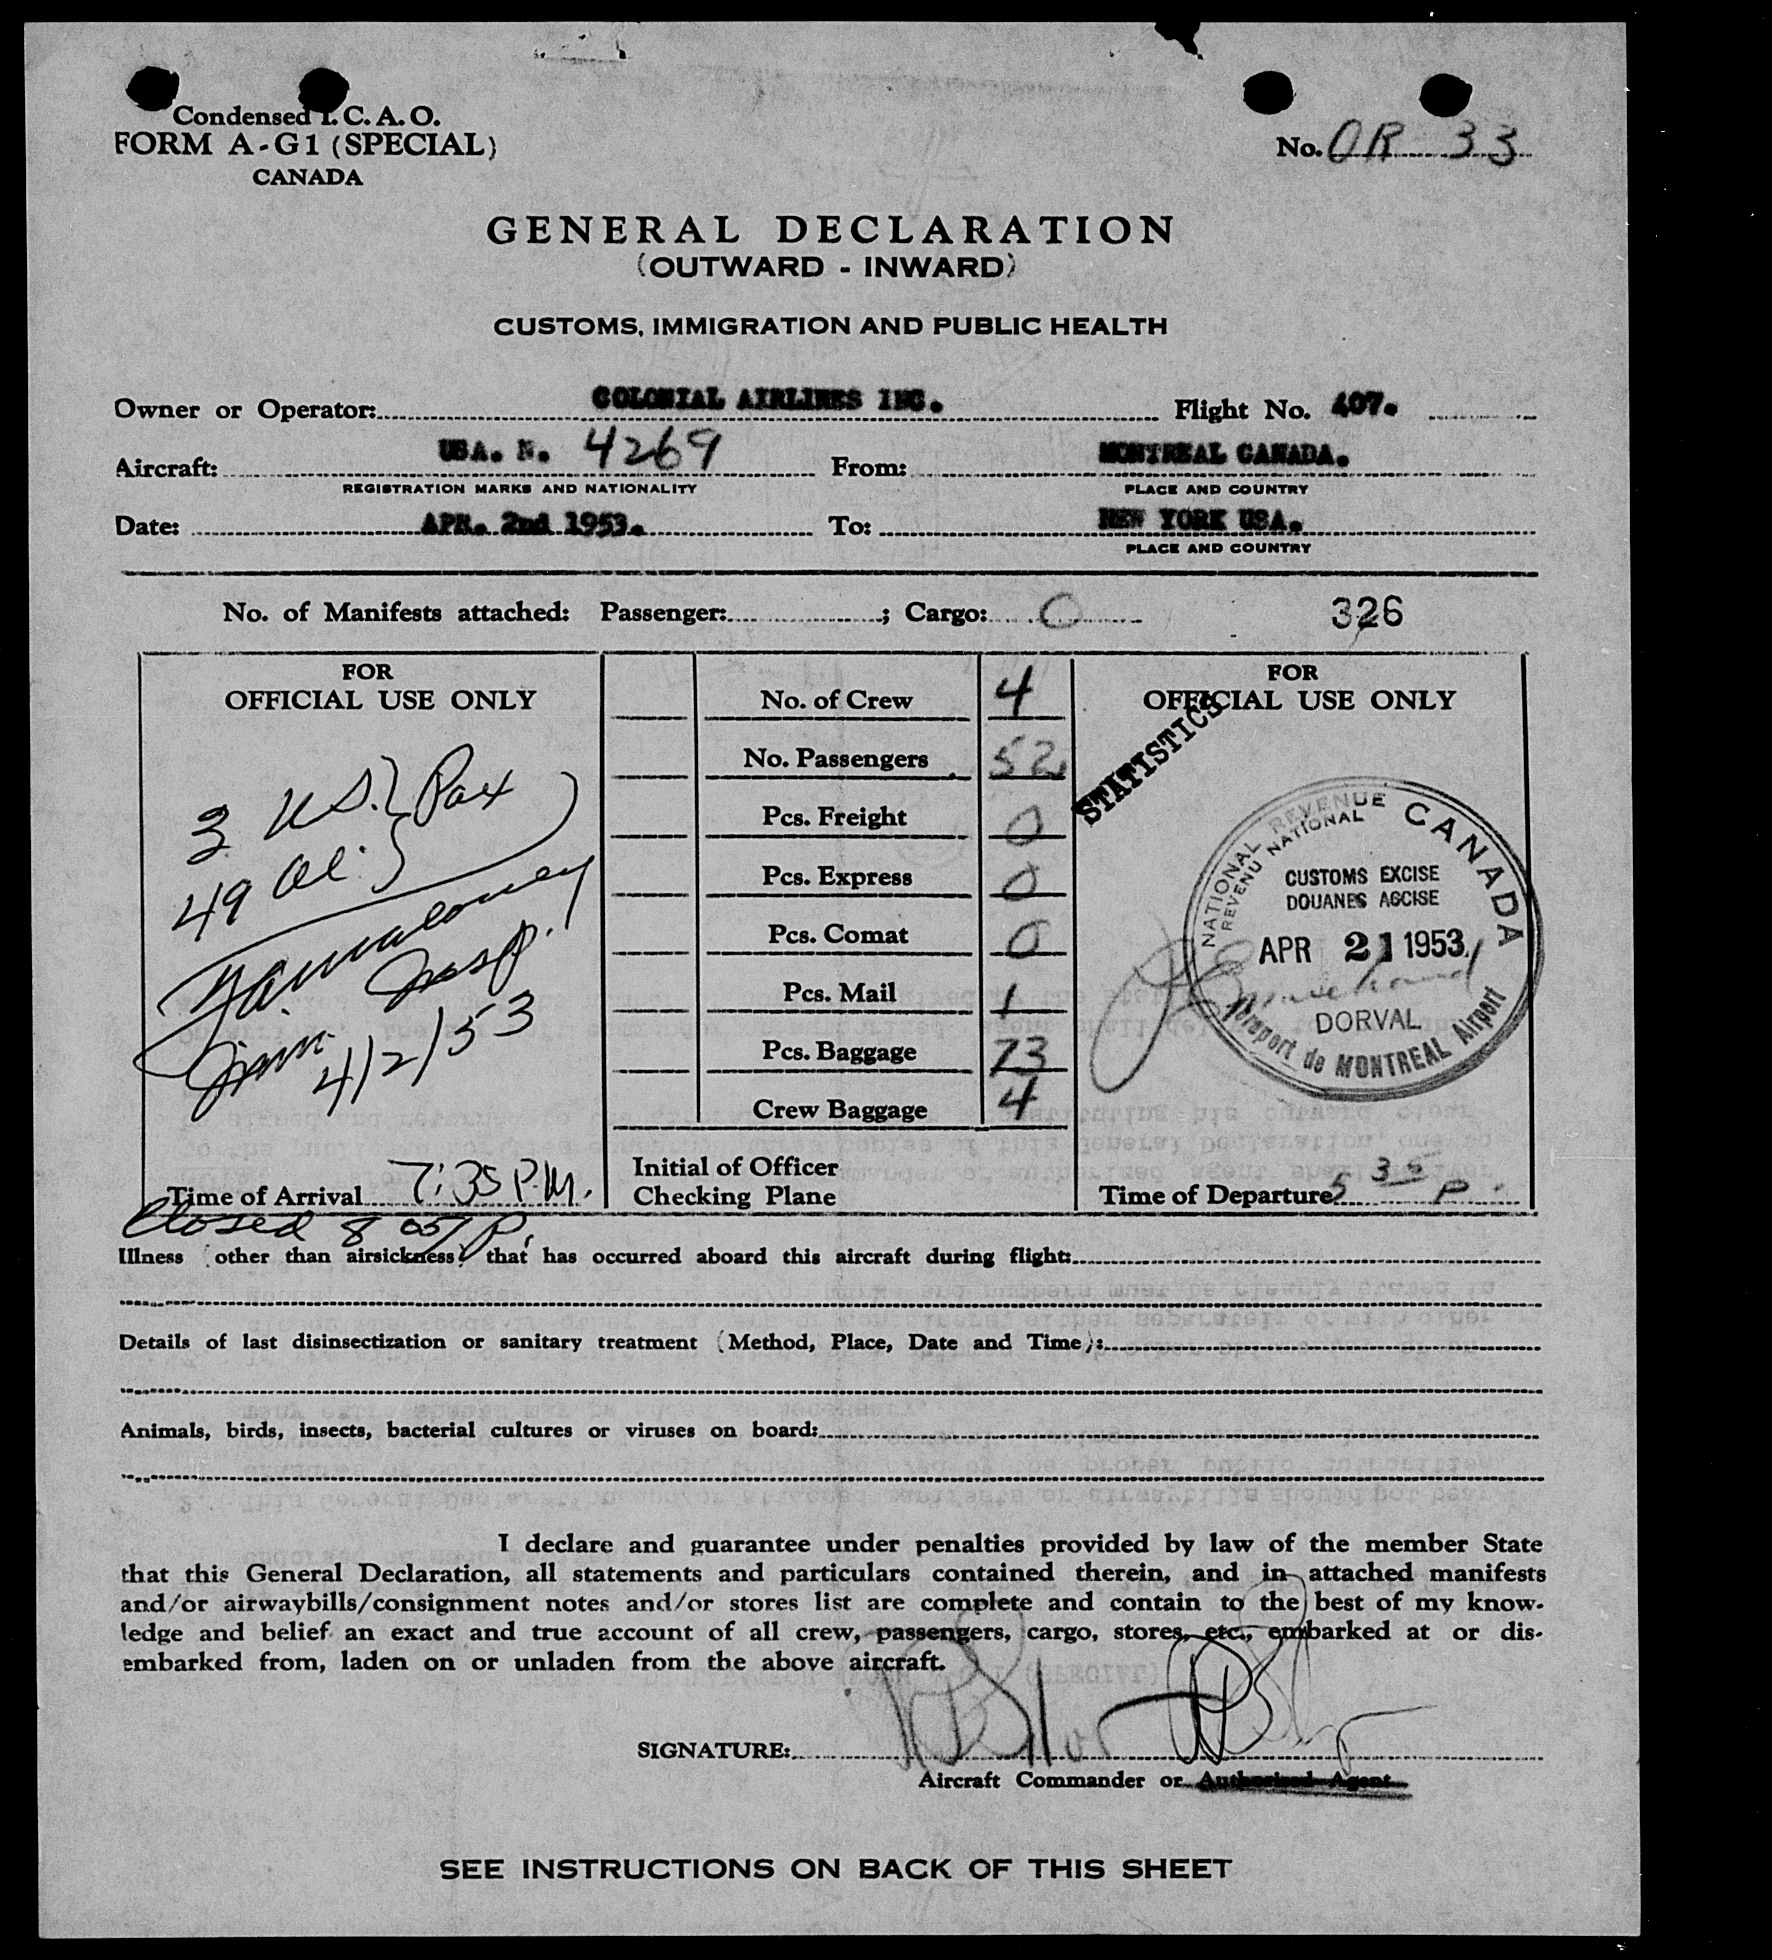 Condensed I. C. A. O.
FORM A-G1 (SPECIAL)
CANADA
No. OR 33
GENERAL DECLARATION
(OUTWARD - INWARD)
CUSTOMS, IMMIGRATION AND PUBLIC HEALTH
Owner or Operator: COLONIAL AIRLINES INC. Flight No. 407.
Aircraft: USA. N. 4269 From: MONTREAL CANADA.
REGISTRATION MARKS AND NATIONALITY PLACE AND COUNTRY
Date: APR. 2nd 1953. To: NEW YORK USA.
PLACE AND COUNTRY
No. of Manifests attached: Passenger: ; Cargo: 0 326
FOR
OFFICIAL USE ONLY
3 US. } Pax
49 Al. }
Insp.
Imm. 4/2/53
Time of Arrival 7:35 P.M.
Closed 8 05 P.
No. of Crew 4
No. Passengers 52
Pcs. Freight 0
Pcs. Express 0
Pcs. Comat 0
Pcs. Mail 1
Pcs. Baggage 73
Crew Baggage 4
Initial of Officer
Checking Plane
FOR
OFFICIAL USE ONLY
STATISTICS
NATIONAL REVENUE CANADA
REVENU NATIONAL
CUSTOMS EXCISE
DOUANES ACCISE
APR 2 1953
DORVAL
Aeroport de MONTREAL Airport
Time of Departure 5 35 P.
Illness (other than airsickness) that has occurred aboard this aircraft during flight:
Details of last disinsectization or sanitary treatment (Method, Place, Date and Time):
Animals, birds, insects, bacterial cultures or viruses on board:
I declare and guarantee under penalties provided by law of the member State
that this General Declaration, all statements and particulars contained therein, and in attached manifests
and/or airwaybills/consignment notes and/or stores list are complete and contain to the best of my know-
ledge and belief an exact and true account of all crew, passengers, cargo, stores, etc., embarked at or dis-
embarked from, laden on or unladen from the above aircraft.
SIGNATURE:
Aircraft Commander or Authorized Agent
SEE INSTRUCTIONS ON BACK OF THIS SHEET